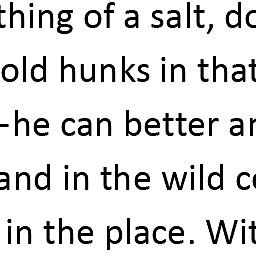 thing of a salt, do
old hunks in that
-he can better an
and in the wild co
in the place. Wit